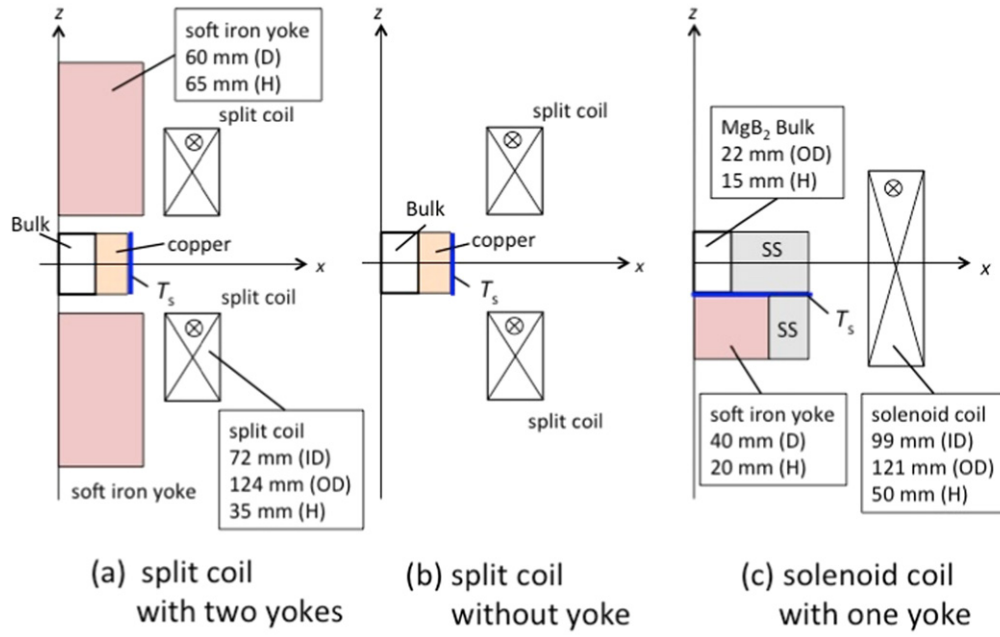 z
soft iron yoke
60 mm (D)
65 mm (H)
split coil
Bulk
copper
x
Tₛ
split coil
split coil
72 mm (ID)
124 mm (OD)
35 mm (H)
soft iron yoke
(a) split coil
with two yokes
z
split coil
Bulk
copper
x
Tₛ
split coil
(b) split coil
without yoke
z
MgB₂ Bulk
22 mm (OD)
15 mm (H)
SS
x
Tₛ
SS
soft iron yoke
40 mm (D)
20 mm (H)
solenoid coil
99 mm (ID)
121 mm (OD)
50 mm (H)
(c) solenoid coil
with one yoke